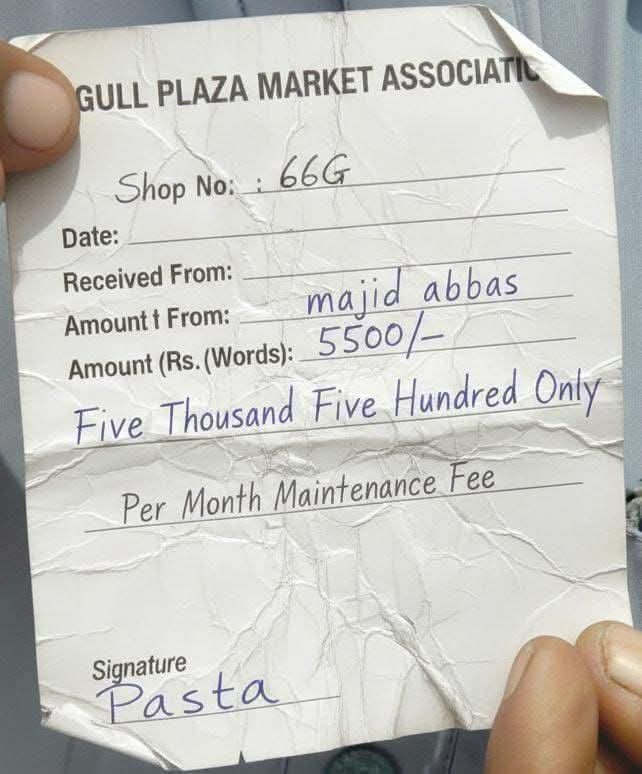 GULL PLAZA MARKET ASSOCIATIO
Shop No: : 66G
Date:
Received From:
Amount t From: majid abbas
Amount (Rs. (Words): 5500/-
Five Thousand Five Hundred Only
Per Month Maintenance Fee
Signature
Pasta